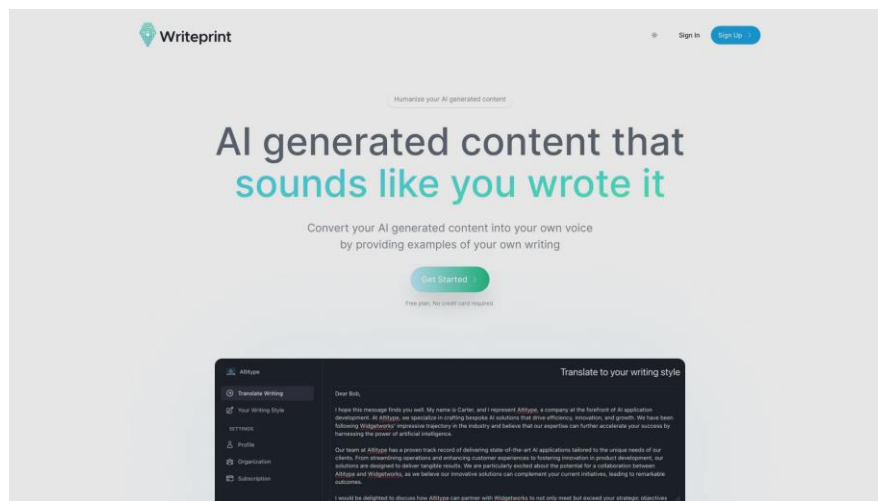 Writeprint
Sign In
Sign Up
Humanize your AI generated content
AI generated content that
sounds like you wrote it
Convert your AI generated content into your own voice
by providing examples of your own writing
Get Started
Free plan. No credit card required.
Altitype
Translate to your writing style
Translate Writing
Your Writing Style
SETTINGS
Profile
Organization
Subscription
Dear Bob,
I hope this message finds you well. My name is Carter, and I represent Altitype, a company at the forefront of AI application
development. At Altitype, we specialize in crafting bespoke AI solutions that drive efficiency, innovation, and growth. We have been
following Widgetworks' impressive trajectory in the industry and believe that our expertise can further accelerate your success by
harnessing the power of artificial intelligence.
Our team at Altitype has a proven track record of delivering state-of-the-art AI applications tailored to the unique needs of our
clients. From streamlining operations and enhancing customer experiences to fostering innovation in product development, our
solutions are designed to deliver tangible results. We are particularly excited about the potential for a collaboration between
Altitype and Widgetworks, as we believe our innovative solutions can complement your current initiatives, leading to remarkable
outcomes.
I would be delighted to discuss how Altitype can partner with Widgetworks to not only meet but exceed your strategic objectives